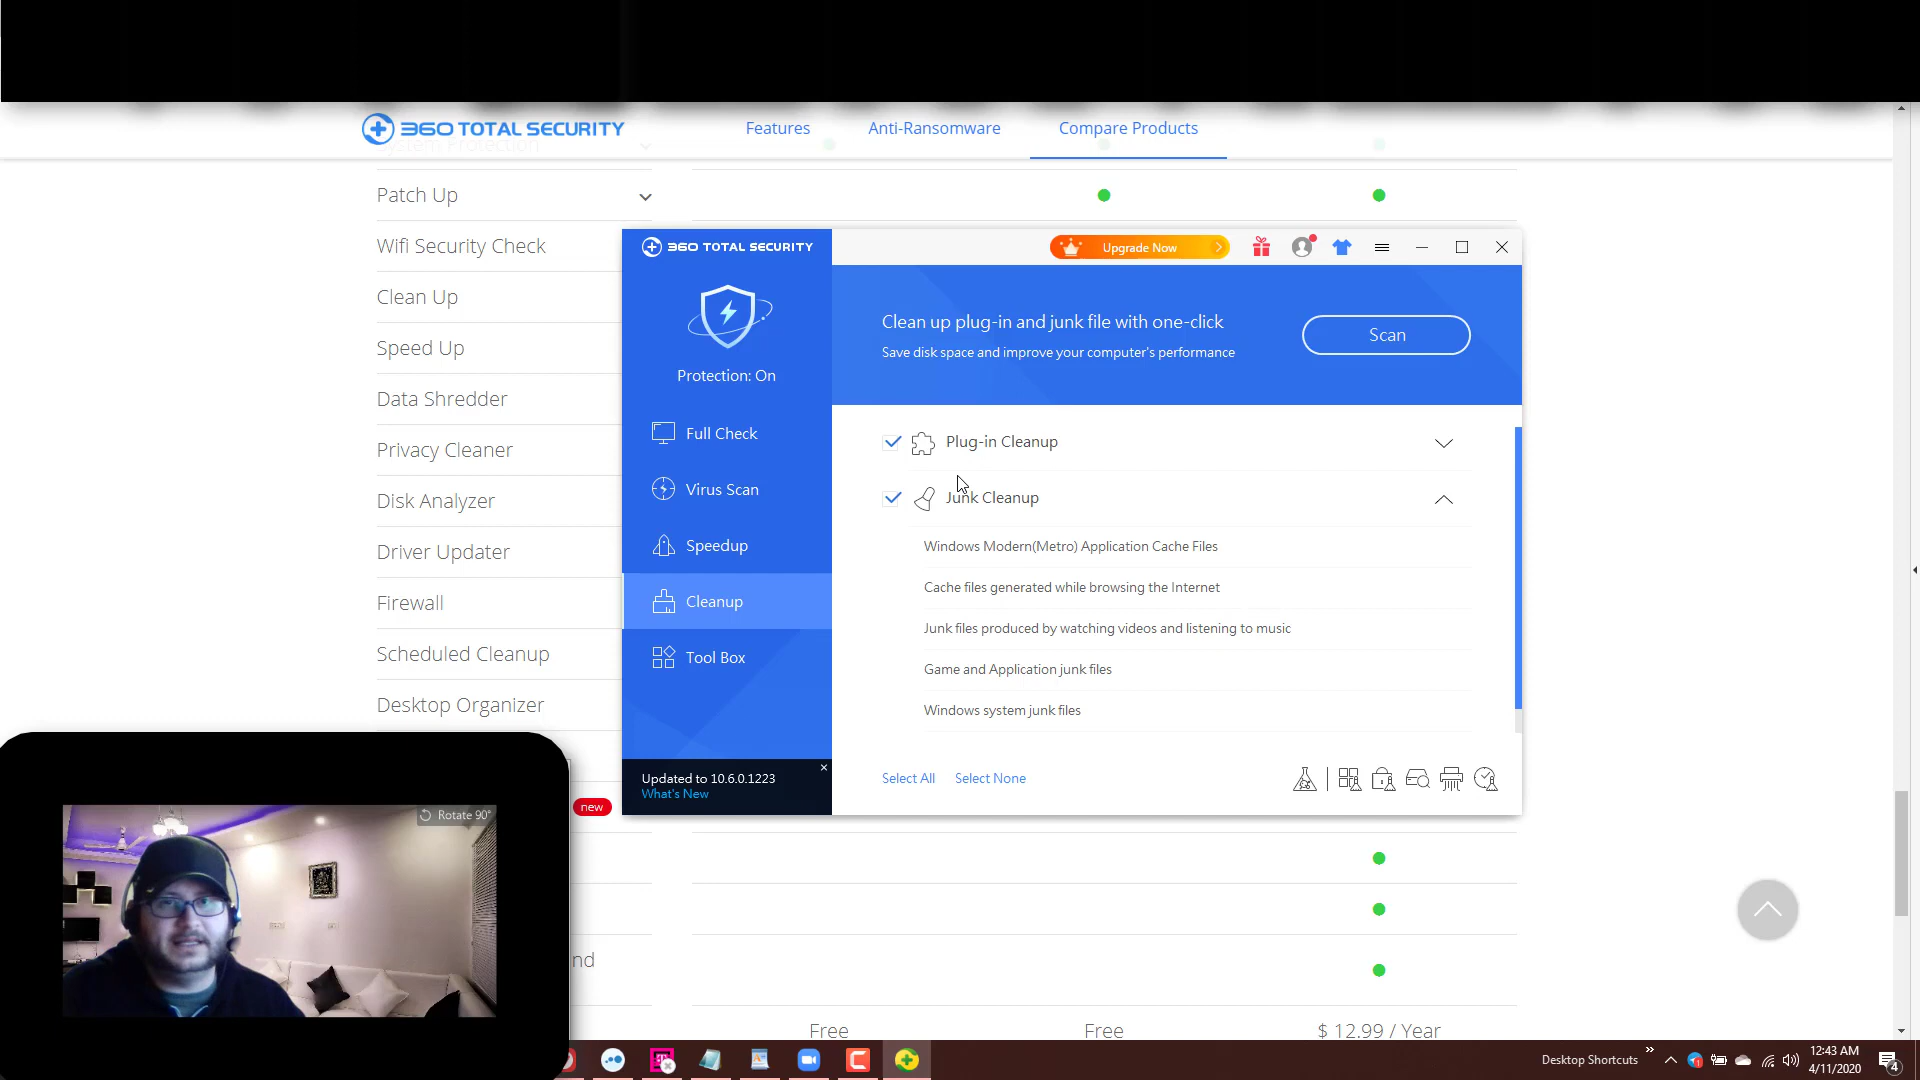 360 TOTAL SECURITY
Features
Anti-Ransomware
Compare Products
System Protection
Patch Up
Wifi Security Check
Clean Up
Speed Up
Data Shredder
Privacy Cleaner
Disk Analyzer
Driver Updater
Firewall
Scheduled Cleanup
Desktop Organizer
new
nd
Free
Free
$ 12.99 / Year
360 TOTAL SECURITY
Upgrade Now
Protection: On
Full Check
Virus Scan
Speedup
Cleanup
Tool Box
Updated to 10.6.0.1223
What's New
Clean up plug-in and junk file with one-click
Save disk space and improve your computer's performance
Scan
Plug-in Cleanup
Junk Cleanup
Windows Modern(Metro) Application Cache Files
Cache files generated while browsing the Internet
Junk files produced by watching videos and listening to music
Game and Application junk files
Windows system junk files
Select All
Select None
Rotate 90°
Desktop Shortcuts
12:43 AM
4/11/2020
4